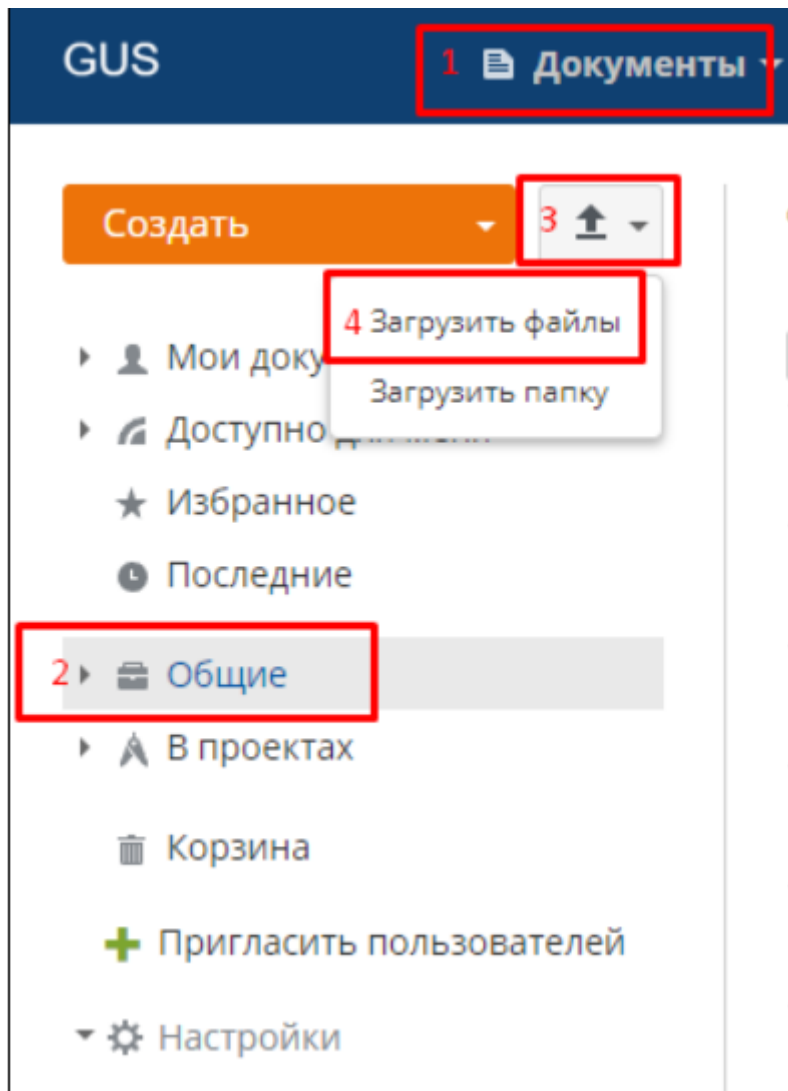 GUS 1 Документы
Создать 3
4 Загрузить файлы
Мои доку
Загрузить папку
Доступно
Избранное
Последние
2 Общие
В проектах
Корзина
Пригласить пользователей
Настройки